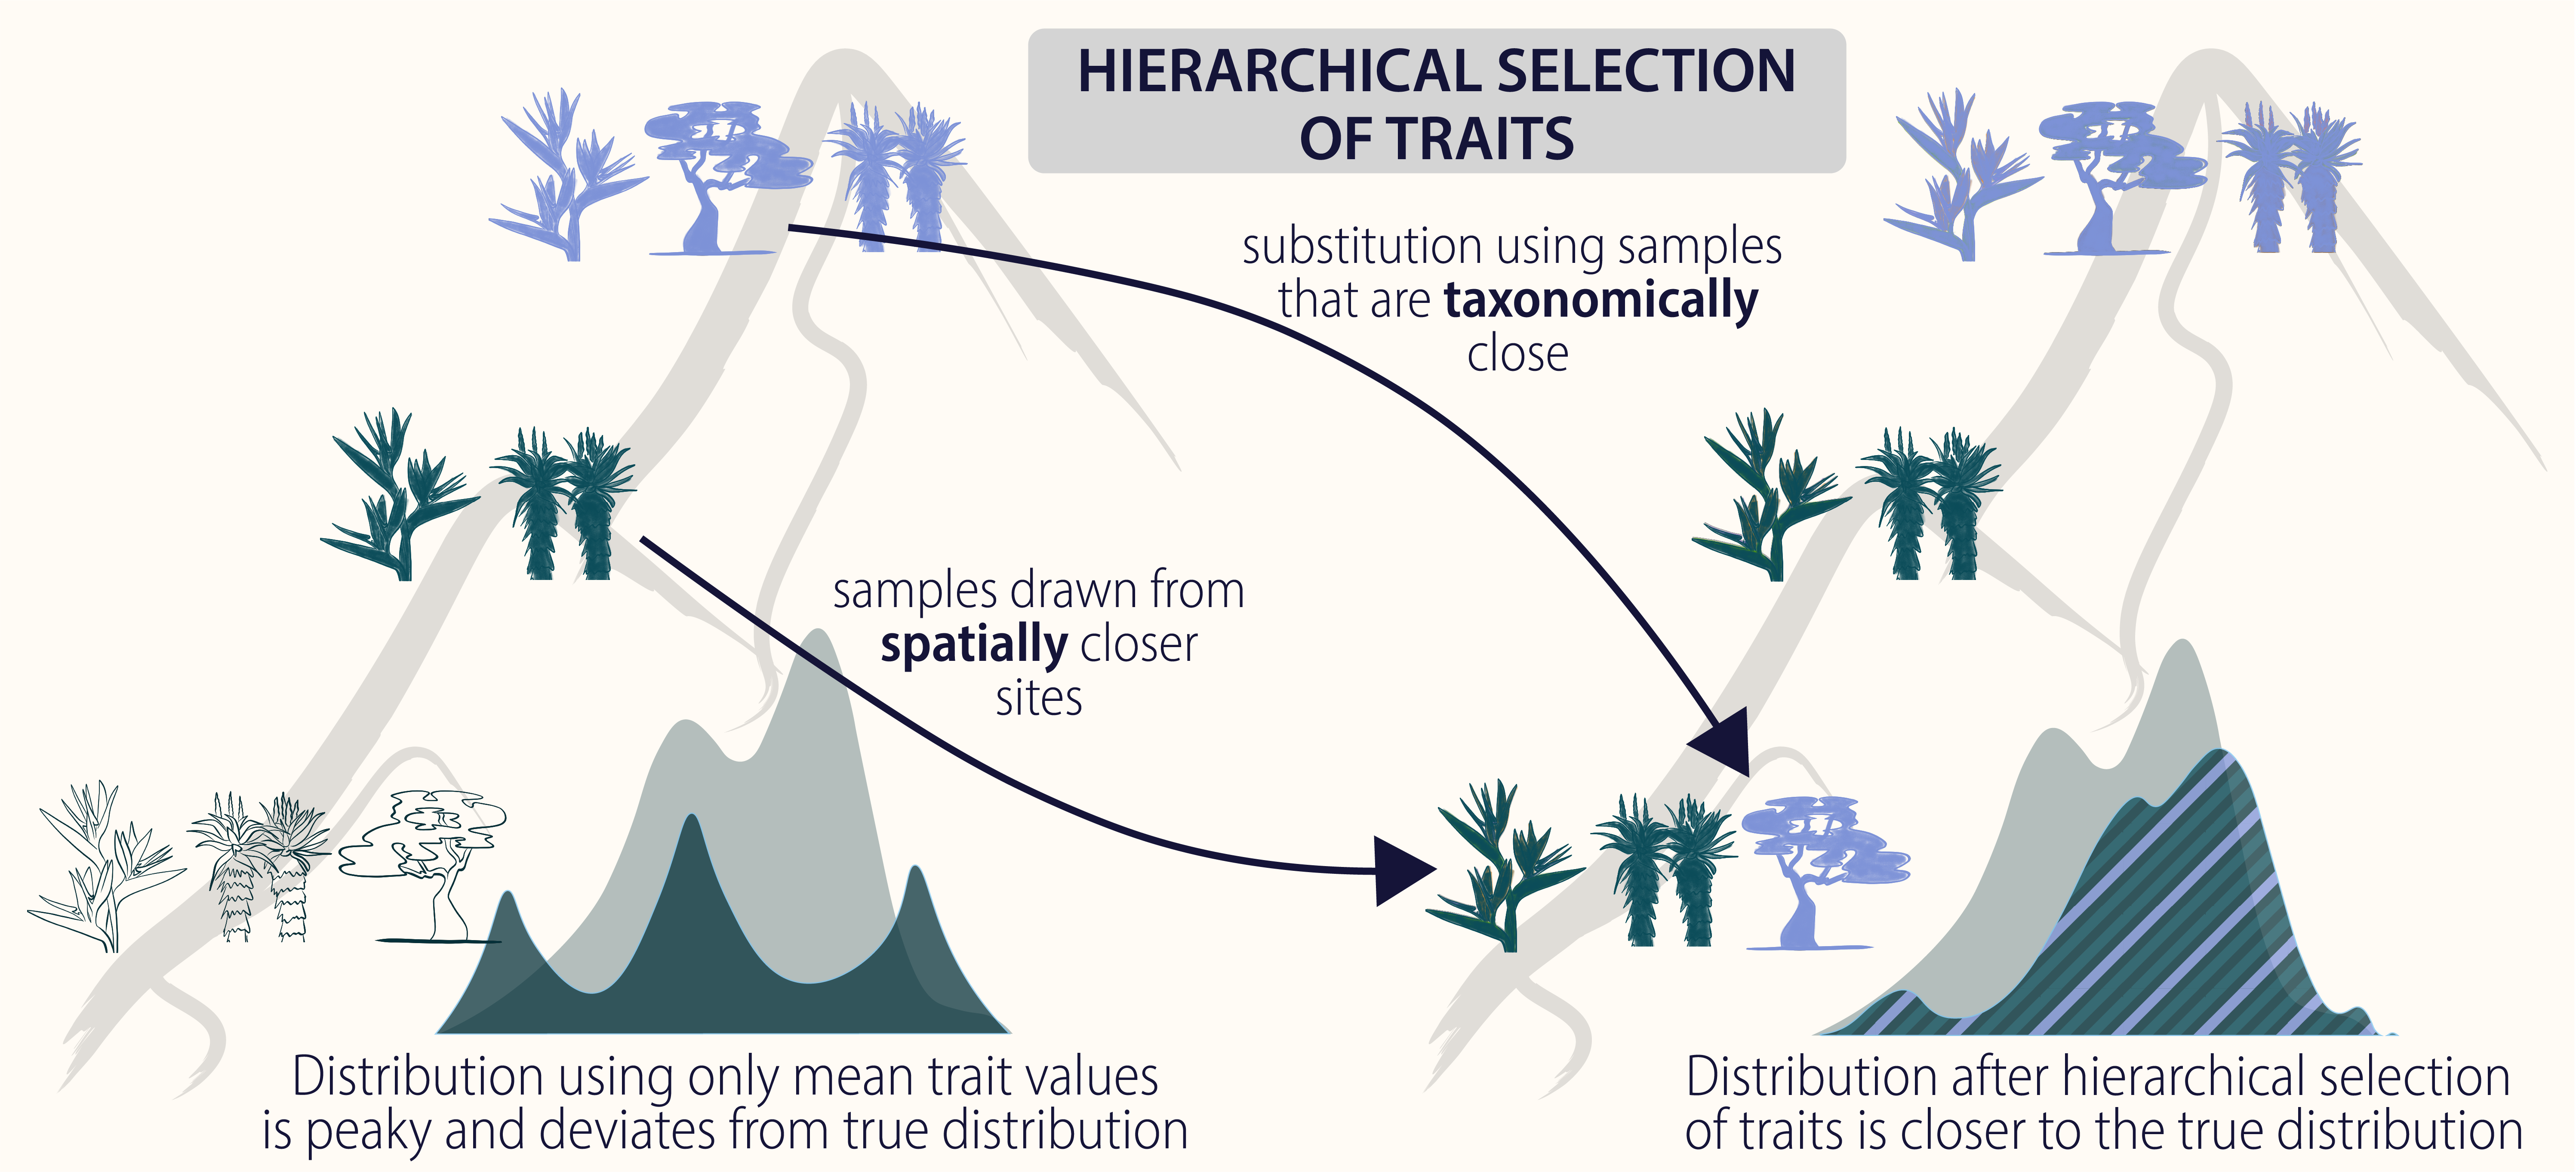 HIERARCHICAL SELECTION
OF TRAITS
substitution using samples
that are taxonomically
close
samples drawn from
spatially closer
sites
Distribution using only mean trait values
is peaky and deviates from true distribution
Distribution after hierarchical selection
of traits is closer to the true distribution